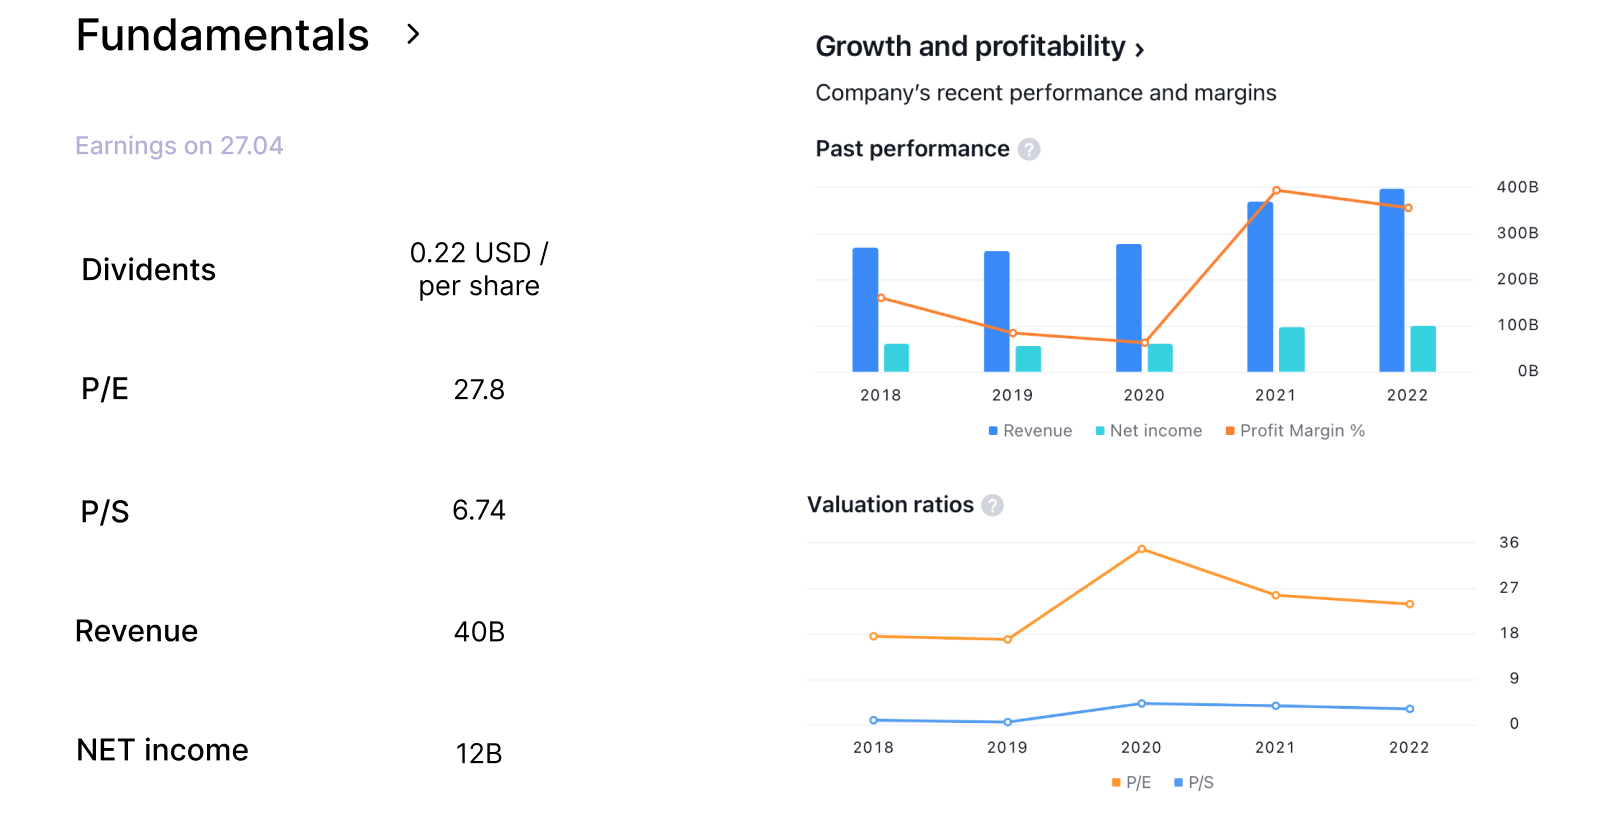 Fundamentals
Earnings on 27.04
Dividents
0.22 USD /
per share
P/E
27.8
P/S
6.74
Revenue
40B
NET income
12B
Growth and profitability
Company's recent performance and margins
Past performance ?
400B
300B
200B
100B
0B
2018 2019 2020 2021 2022
Revenue Net income Profit Margin %
Valuation ratios ?
36
27
18
9
0
2018 2019 2020 2021 2022
P/E P/S